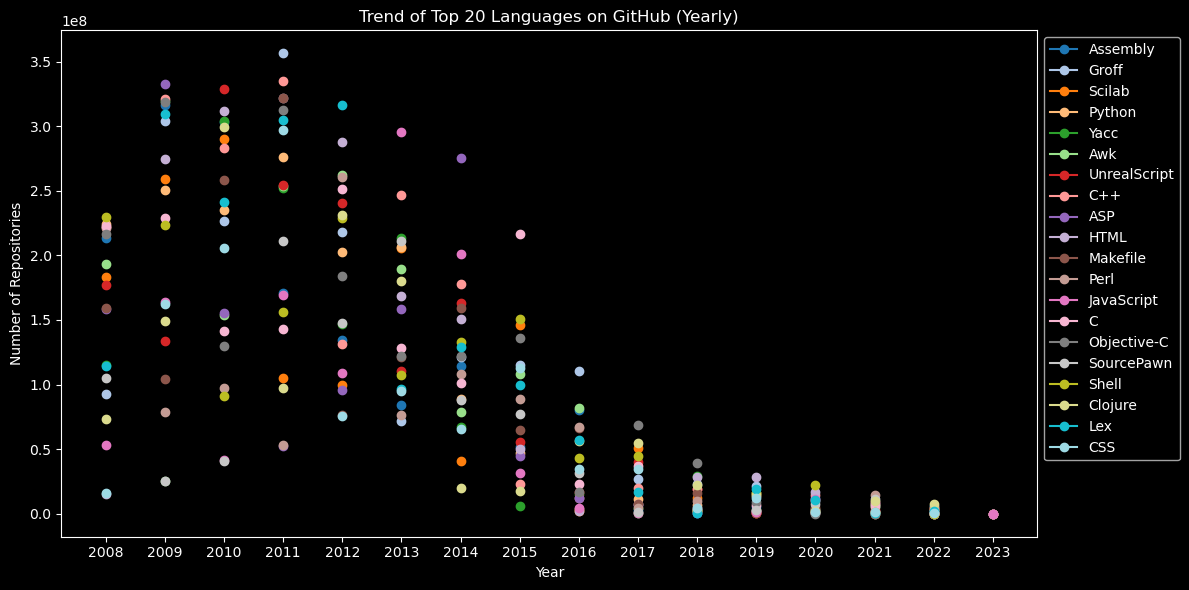 Trend of Top 20 Languages on GitHub (Yearly)
1e8
3.5
3.0
2.5
2.0
1.5
1.0
0.5
0.0
Number of Repositories
2008 2009 2010 2011 2012 2013 2014 2015 2016 2017 2018 2019 2020 2021 2022 2023
Year
Assembly
Groff
Scilab
Python
Yacc
Awk
UnrealScript
C++
ASP
HTML
Makefile
Perl
JavaScript
C
Objective-C
SourcePawn
Shell
Clojure
Lex
CSS